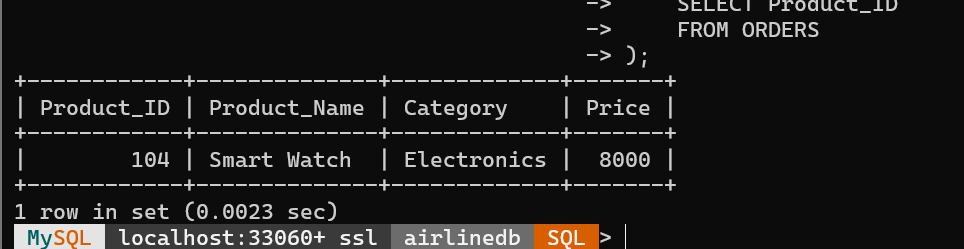 ->     SELECT Product_ID
->     FROM ORDERS
-> );
+------------+--------------+-------------+-------+
| Product_ID | Product_Name | Category    | Price |
+------------+--------------+-------------+-------+
|        104 | Smart Watch  | Electronics |  8000 |
+------------+--------------+-------------+-------+
1 row in set (0.0023 sec)
MySQL localhost:33060+ ssl airlinedb SQL >